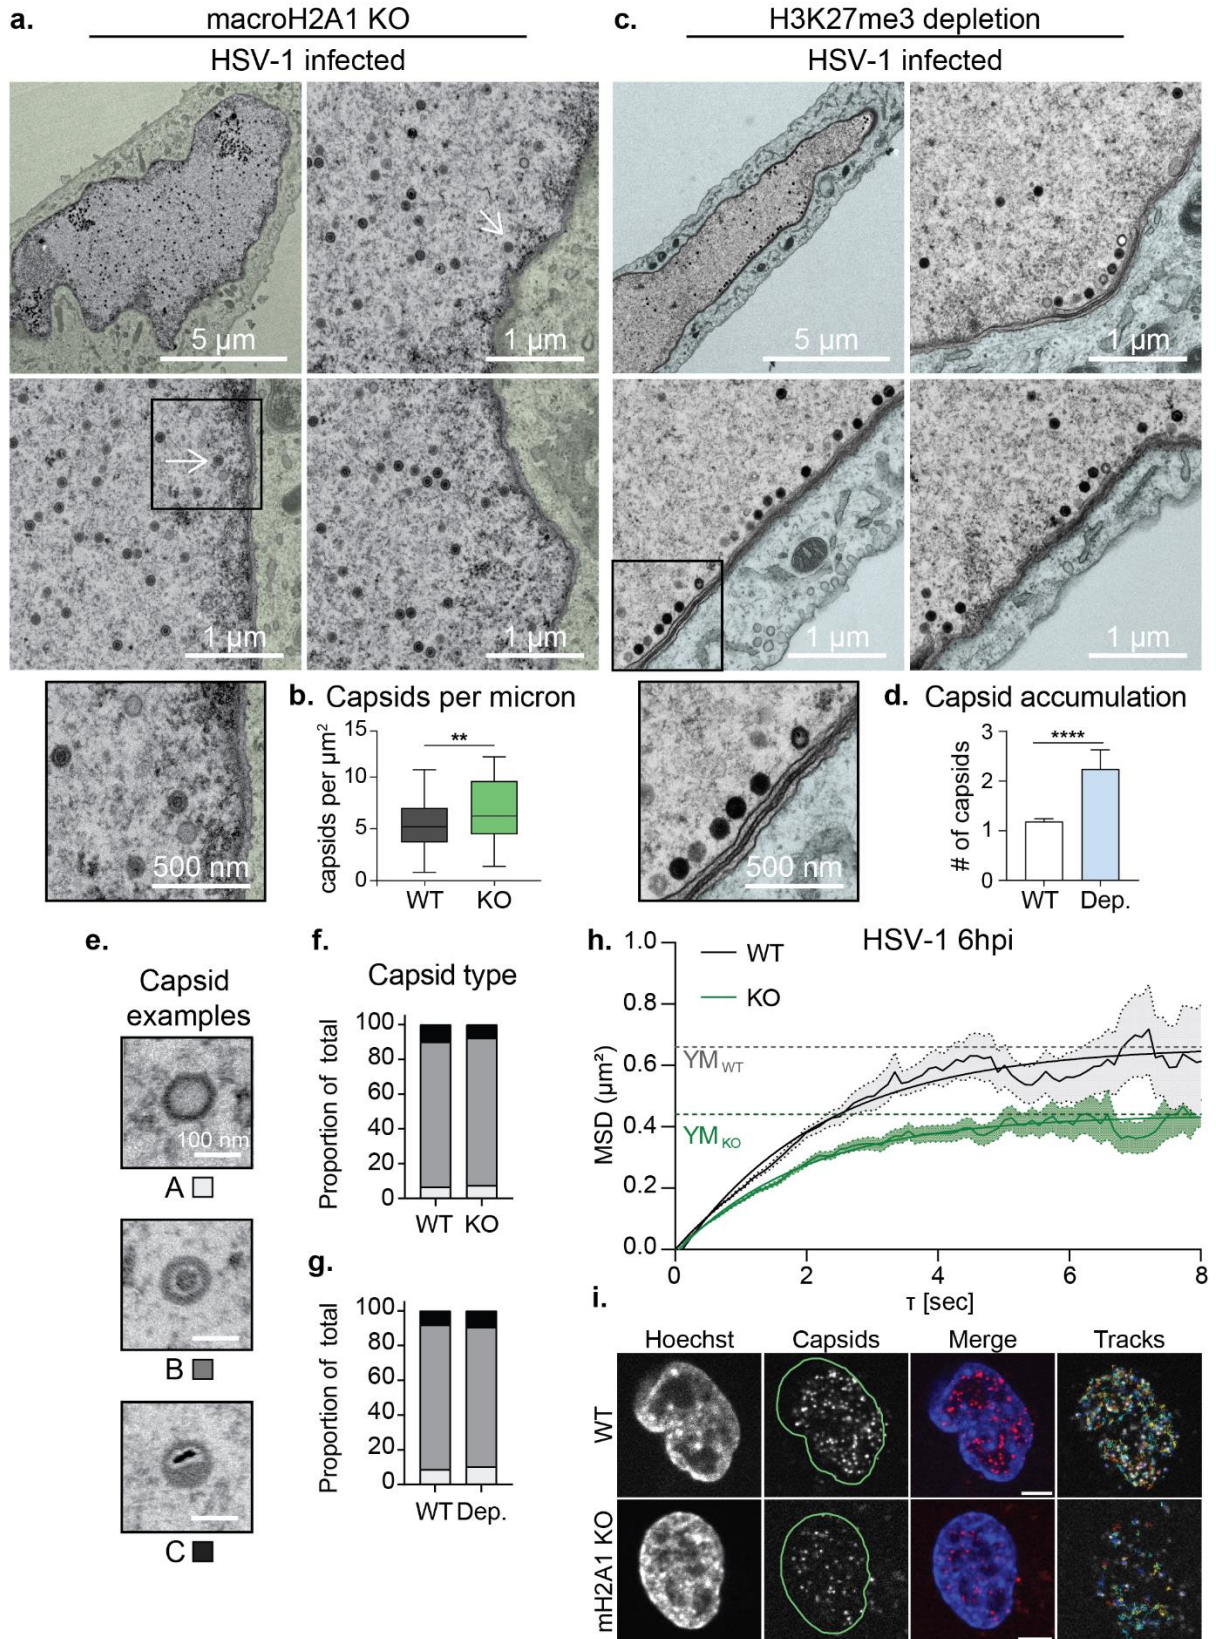 a.
macroH2A1 KO
HSV-1 infected
5 µm
1 µm
1 µm
1 µm
500 nm
b. Capsids per micron
capsids per µm²
15
10
5
0
**
WT
KO
c.
H3K27me3 depletion
HSV-1 infected
5 µm
1 µm
1 µm
1 µm
500 nm
d. Capsid accumulation
# of capsids
3
2
1
0
****
WT
Dep.
e.
Capsid
examples
100 nm
A
B
C
f.
Capsid type
Proportion of total
100
80
60
40
20
0
WT
KO
g.
Proportion of total
100
80
60
40
20
0
WT
Dep.
h.
HSV-1 6hpi
WT
KO
YM WT
YM KO
MSD (µm²)
1.0
0.8
0.6
0.4
0.2
0.0
0
2
4
6
8
τ [sec]
i.
Hoechst
Capsids
Merge
Tracks
WT
mH2A1 KO